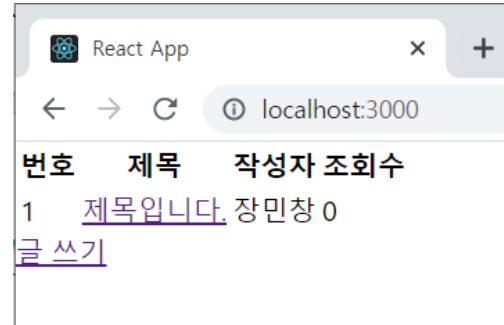 React App
localhost:3000
번호 제목 작성자 조회수
1 제목입니다. 장민창 0
글 쓰기